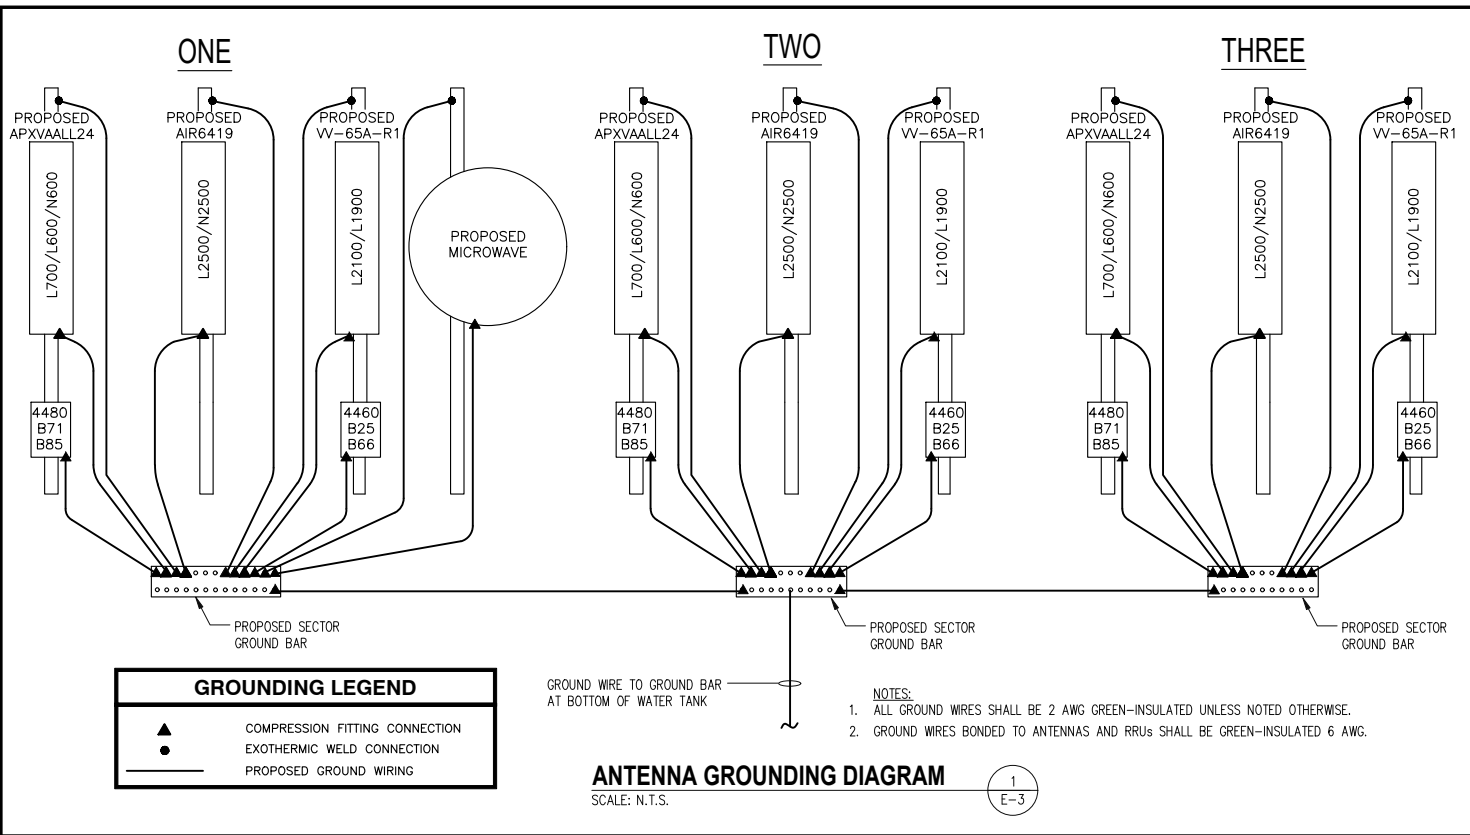 ONE
PROPOSED
APXVAALL24
PROPOSED
AIR6419
PROPOSED
VV-65A-R1
L700/L600/N600
L2500/N2500
L2100/L1900
PROPOSED
MICROWAVE
4480
B71
B85
4460
B25
B66
PROPOSED SECTOR
GROUND BAR
TWO
PROPOSED
APXVAALL24
PROPOSED
AIR6419
PROPOSED
VV-65A-R1
L700/L600/N600
L2500/N2500
L2100/L1900
4480
B71
B85
4460
B25
B66
PROPOSED SECTOR
GROUND BAR
THREE
PROPOSED
APXVAALL24
PROPOSED
AIR6419
PROPOSED
VV-65A-R1
L700/L600/N600
L2500/N2500
L2100/L1900
4480
B71
B85
4460
B25
B66
PROPOSED SECTOR
GROUND BAR
GROUNDING LEGEND
COMPRESSION FITTING CONNECTION
EXOTHERMIC WELD CONNECTION
PROPOSED GROUND WIRING
GROUND WIRE TO GROUND BAR
AT BOTTOM OF WATER TANK
NOTES:
1. ALL GROUND WIRES SHALL BE 2 AWG GREEN-INSULATED UNLESS NOTED OTHERWISE.
2. GROUND WIRES BONDED TO ANTENNAS AND RRUs SHALL BE GREEN-INSULATED 6 AWG.
ANTENNA GROUNDING DIAGRAM
SCALE: N.T.S.
1
E-3